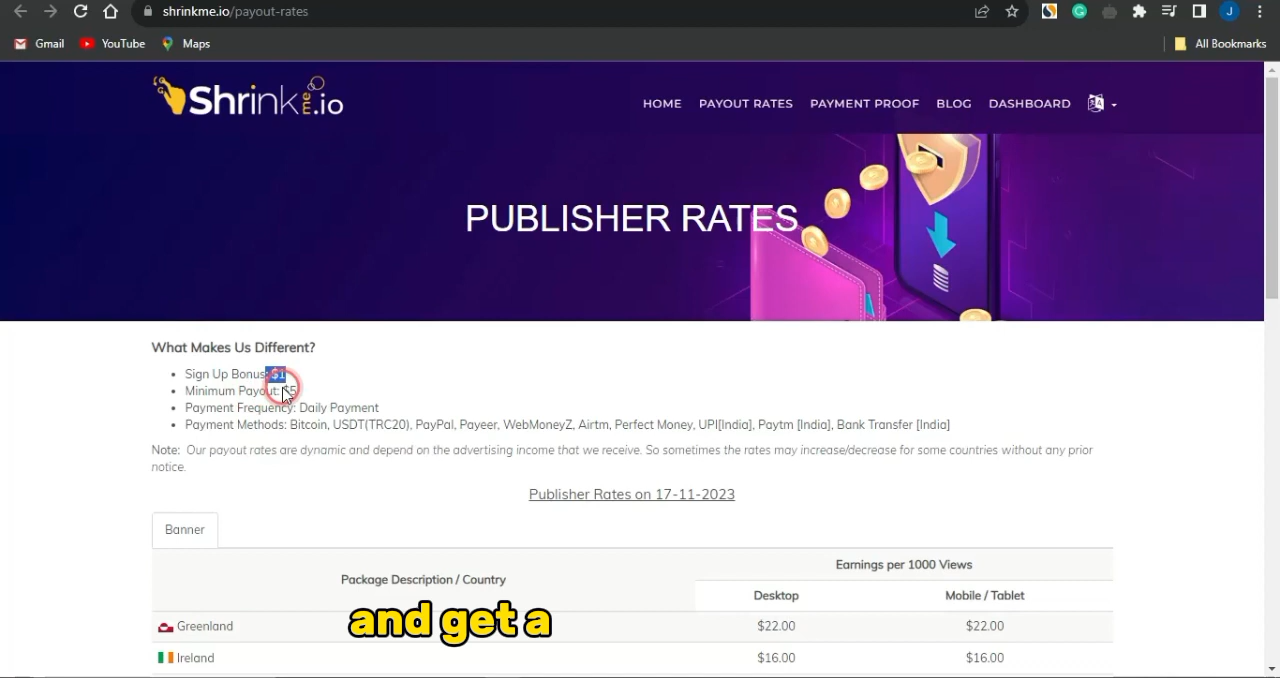 shrinkme.io/payout-rates
J
Gmail YouTube Maps All Bookmarks
Shrinkme.io
HOME PAYOUT RATES PAYMENT PROOF BLOG DASHBOARD
PUBLISHER RATES
What Makes Us Different?
Sign Up Bonus: $1
Minimum Payout: $5
Payment Frequency: Daily Payment
Payment Methods: Bitcoin, USDT(TRC20), PayPal, Payeer, WebMoneyZ, Airtm, Perfect Money, UPI[India], Paytm [India], Bank Transfer [India]
Note: Our payout rates are dynamic and depend on the advertising income that we receive. So sometimes the rates may increase/decrease for some countries without any prior
notice.
Publisher Rates on 17-11-2023
Banner
Package Description / Country
Earnings per 1000 Views
Desktop Mobile / Tablet
Greenland $22.00 $22.00
and get a
Ireland $16.00 $16.00